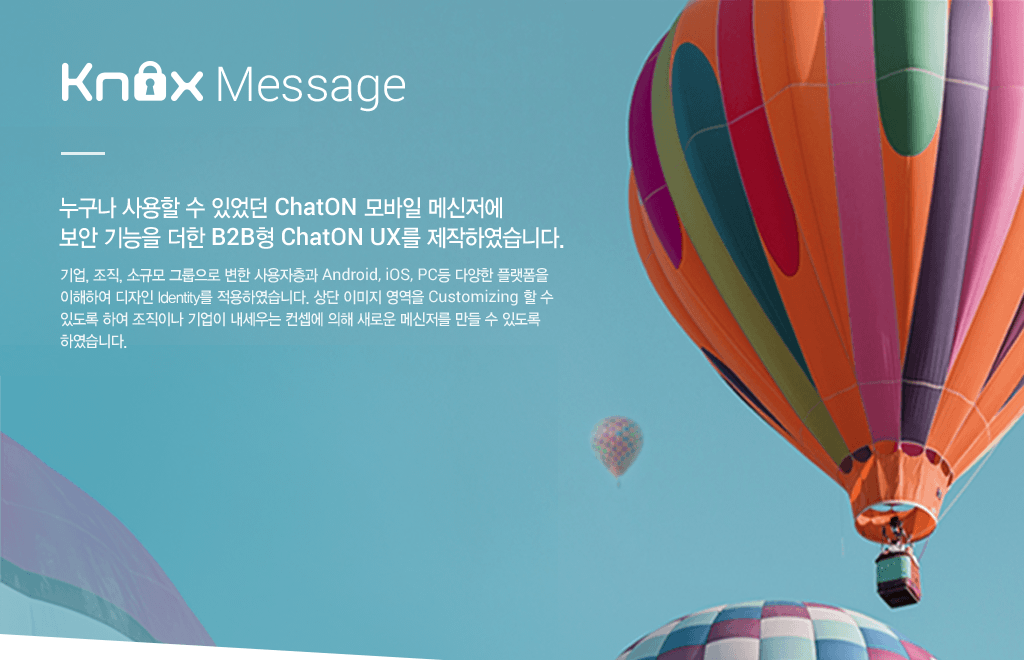 Knox Message
누구나 사용할 수 있었던 ChatON 모바일 메신저에
보안 기능을 더한 B2B형 ChatON UX를 제작하였습니다.
기업, 조직, 소규모 그룹으로 변한 사용자층과 Android, iOS, PC등 다양한 플랫폼을
이해하여 디자인 Identity를 적용하였습니다. 상단 이미지 영역을 Customizing 할 수
있도록 하여 조직이나 기업이 내세우는 컨셉에 의해 새로운 메신저를 만들 수 있도록
하였습니다.